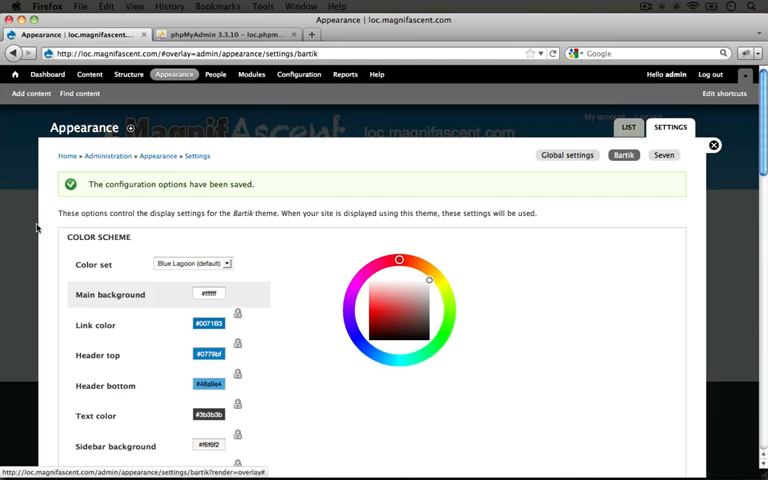 Firefox File Edit View History Bookmarks Tools Window Help
Appearance | loc.magnifascent.com
Appearance | loc.magnifascent.c... phpMyAdmin 3.3.10 - loc.phpm...
http://loc.magnifascent.com/#overlay=admin/appearance/settings/bartik
Google
Dashboard Content Structure Appearance People Modules Configuration Reports Help Hello admin Log out
Add content Find content Edit shortcuts
My account
Appearance
MagnifAscent loc.magnifascent.com
LIST SETTINGS
Home » Administration » Appearance » Settings
Global settings Bartik Seven
The configuration options have been saved.
These options control the display settings for the Bartik theme. When your site is displayed using this theme, these settings will be used.
COLOR SCHEME
Color set Blue Lagoon (default)
Main background #ffffff
Link color #0071B3
Header top #0779bf
Header bottom #48a9e4
Text color #3b3b3b
Sidebar background #f6f6f2
http://loc.magnifascent.com/admin/appearance/settings/bartik?render=overlay#